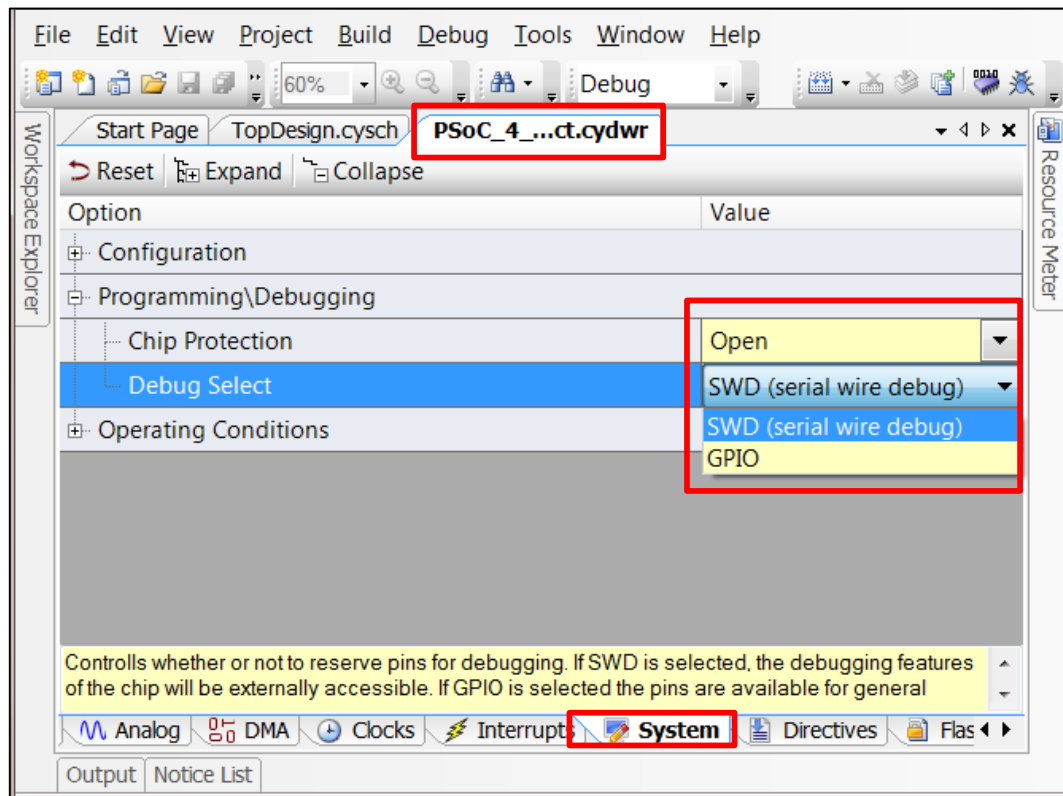 File Edit View Project Build Debug Tools Window Help
60% Debug
Start Page TopDesign.cysch PSoC_4_...ct.cydwr
Workspace Explorer
Resource Meter
Reset Expand Collapse
Option Value
Configuration
Programming\Debugging
Chip Protection Open
Debug Select SWD (serial wire debug)
SWD (serial wire debug)
Operating Conditions
GPIO
Controlls whether or not to reserve pins for debugging. If SWD is selected, the debugging features
of the chip will be externally accessible. If GPIO is selected the pins are available for general
Analog DMA Clocks Interrupts System Directives Flas
Output Notice List